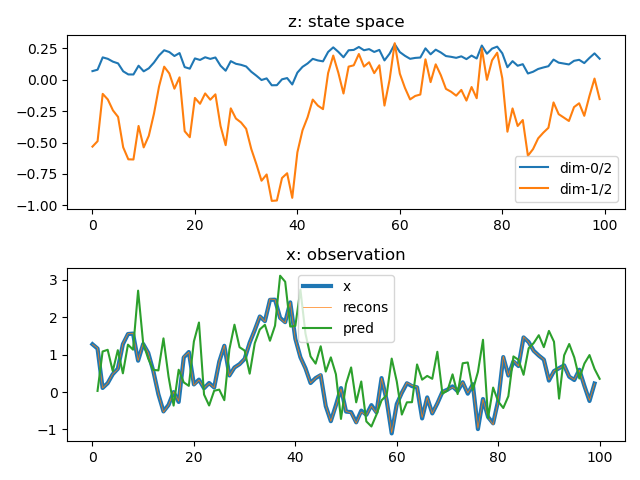 z: state space
0.25
0.00
-0.25
-0.50
-0.75
-1.00
dim-0/2
dim-1/2
0 20 40 60 80 100
x: observation
3
2
1
0
-1
x
recons
pred
0 20 40 60 80 100